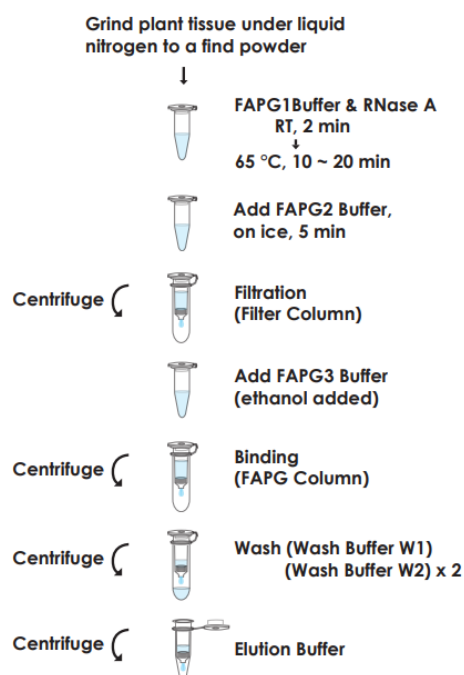 Grind plant tissue under liquid
nitrogen to a find powder
FAPG1Buffer & RNase A
RT, 2 min
65 °C, 10 ~ 20 min
Add FAPG2 Buffer,
on ice, 5 min
Centrifuge
Filtration
(Filter Column)
Add FAPG3 Buffer
(ethanol added)
Centrifuge
Binding
(FAPG Column)
Centrifuge
Wash (Wash Buffer W1)
(Wash Buffer W2) x 2
Centrifuge
Elution Buffer